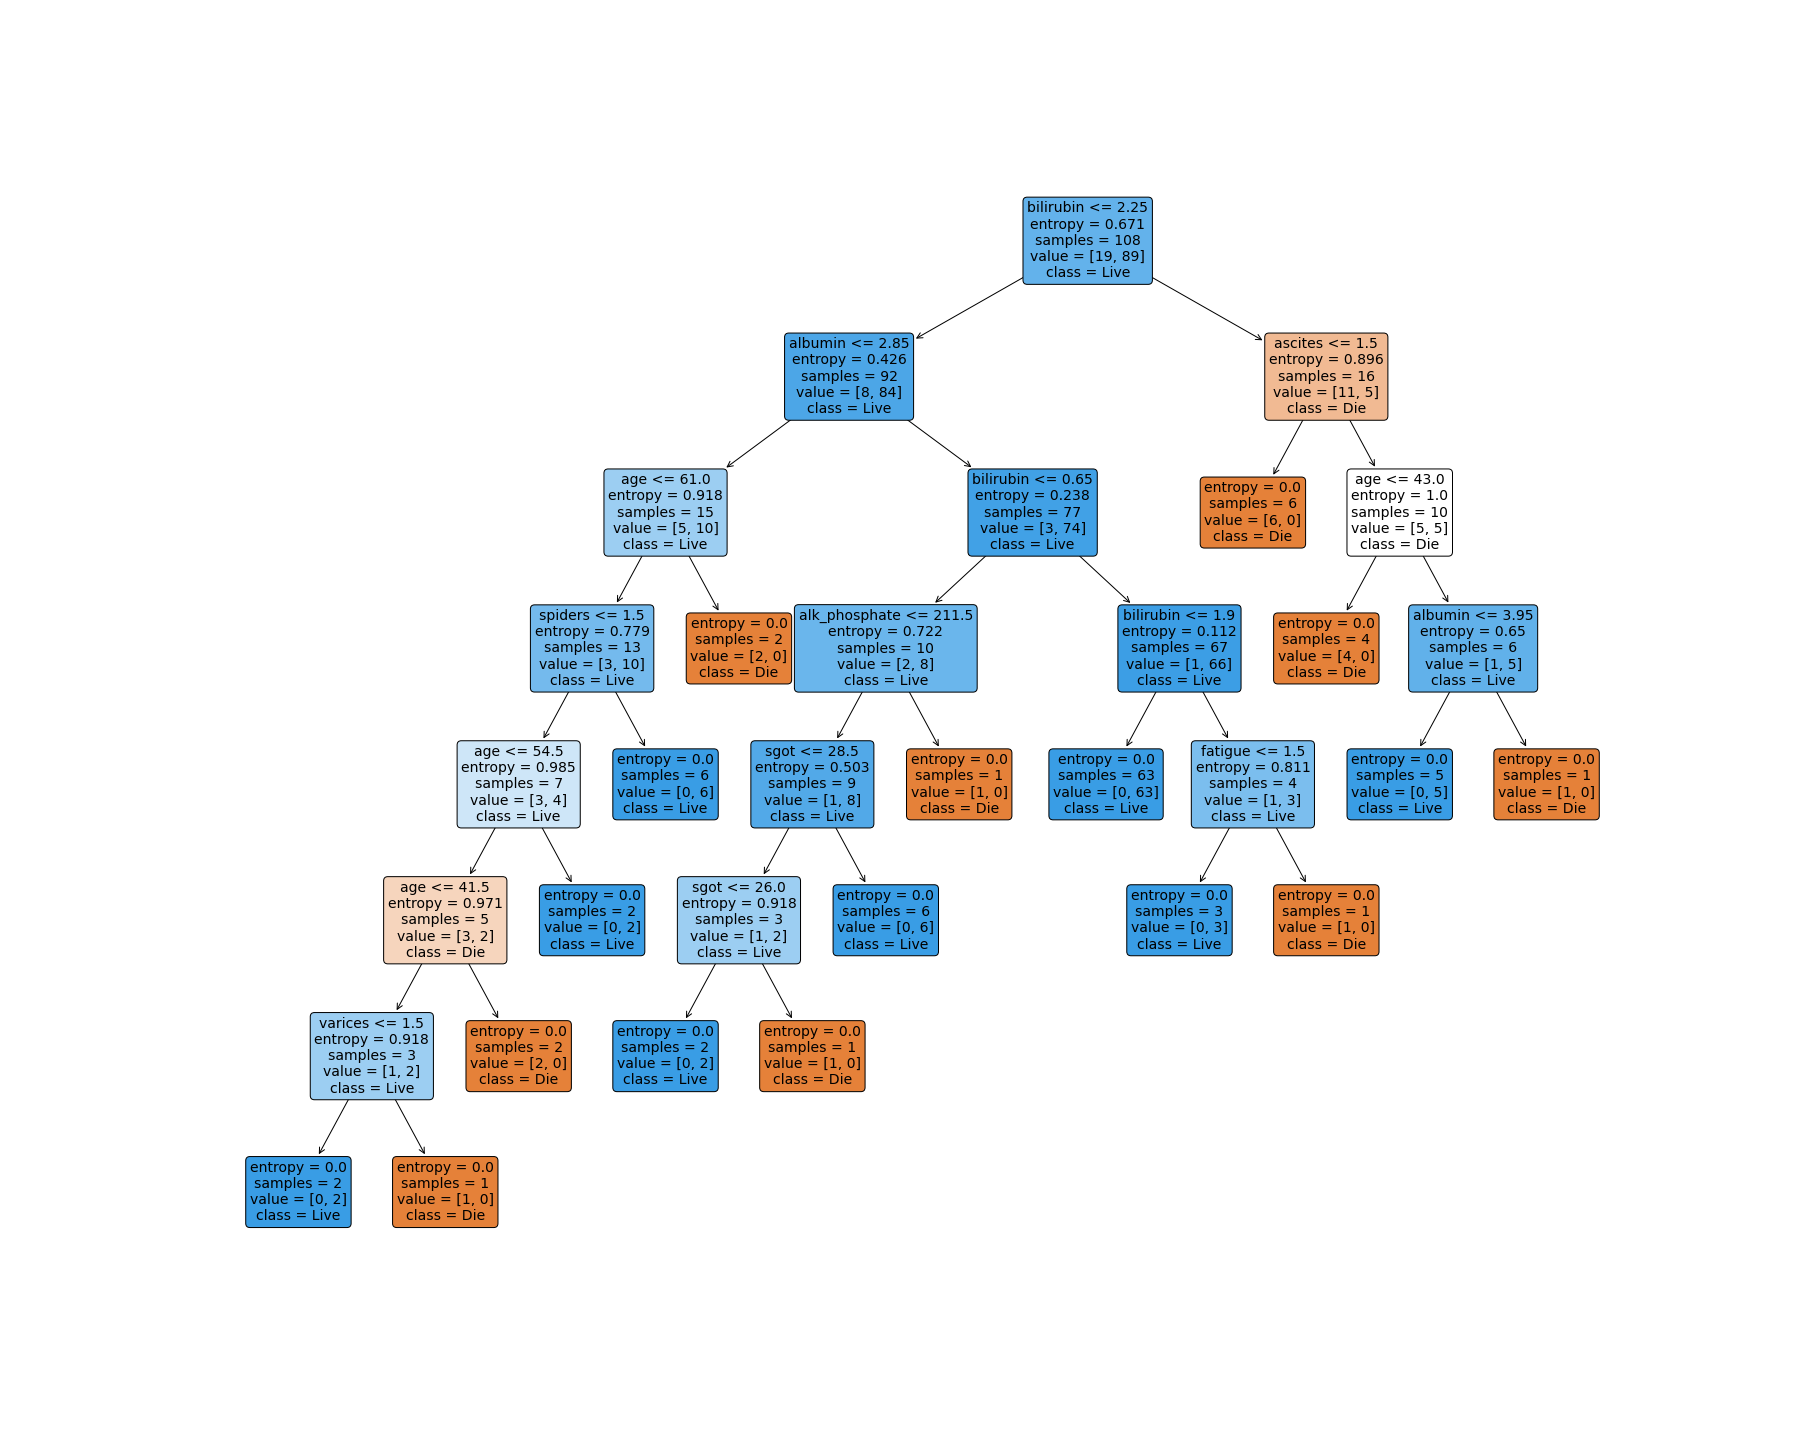 bilirubin <= 2.25
entropy = 0.671
samples = 108
value = [19, 89]
class = Live
albumin <= 2.85
entropy = 0.426
samples = 92
value = [8, 84]
class = Live
ascites <= 1.5
entropy = 0.896
samples = 16
value = [11, 5]
class = Die
age <= 61.0
entropy = 0.918
samples = 15
value = [5, 10]
class = Live
bilirubin <= 0.65
entropy = 0.238
samples = 77
value = [3, 74]
class = Live
entropy = 0.0
samples = 6
value = [6, 0]
class = Die
age <= 43.0
entropy = 1.0
samples = 10
value = [5, 5]
class = Die
spiders <= 1.5
entropy = 0.779
samples = 13
value = [3, 10]
class = Live
entropy = 0.0
samples = 2
value = [2, 0]
class = Die
alk_phosphate <= 211.5
entropy = 0.722
samples = 10
value = [2, 8]
class = Live
bilirubin <= 1.9
entropy = 0.112
samples = 67
value = [1, 66]
class = Live
entropy = 0.0
samples = 4
value = [4, 0]
class = Die
albumin <= 3.95
entropy = 0.65
samples = 6
value = [1, 5]
class = Live
age <= 54.5
entropy = 0.985
samples = 7
value = [3, 4]
class = Live
entropy = 0.0
samples = 6
value = [0, 6]
class = Live
sgot <= 28.5
entropy = 0.503
samples = 9
value = [1, 8]
class = Live
entropy = 0.0
samples = 1
value = [1, 0]
class = Die
entropy = 0.0
samples = 63
value = [0, 63]
class = Live
fatigue <= 1.5
entropy = 0.811
samples = 4
value = [1, 3]
class = Live
entropy = 0.0
samples = 5
value = [0, 5]
class = Live
entropy = 0.0
samples = 1
value = [1, 0]
class = Die
age <= 41.5
entropy = 0.971
samples = 5
value = [3, 2]
class = Die
entropy = 0.0
samples = 2
value = [0, 2]
class = Live
sgot <= 26.0
entropy = 0.918
samples = 3
value = [1, 2]
class = Live
entropy = 0.0
samples = 6
value = [0, 6]
class = Live
entropy = 0.0
samples = 3
value = [0, 3]
class = Live
entropy = 0.0
samples = 1
value = [1, 0]
class = Die
varices <= 1.5
entropy = 0.918
samples = 3
value = [1, 2]
class = Live
entropy = 0.0
samples = 2
value = [2, 0]
class = Die
entropy = 0.0
samples = 2
value = [0, 2]
class = Live
entropy = 0.0
samples = 1
value = [1, 0]
class = Die
entropy = 0.0
samples = 2
value = [0, 2]
class = Live
entropy = 0.0
samples = 1
value = [1, 0]
class = Die